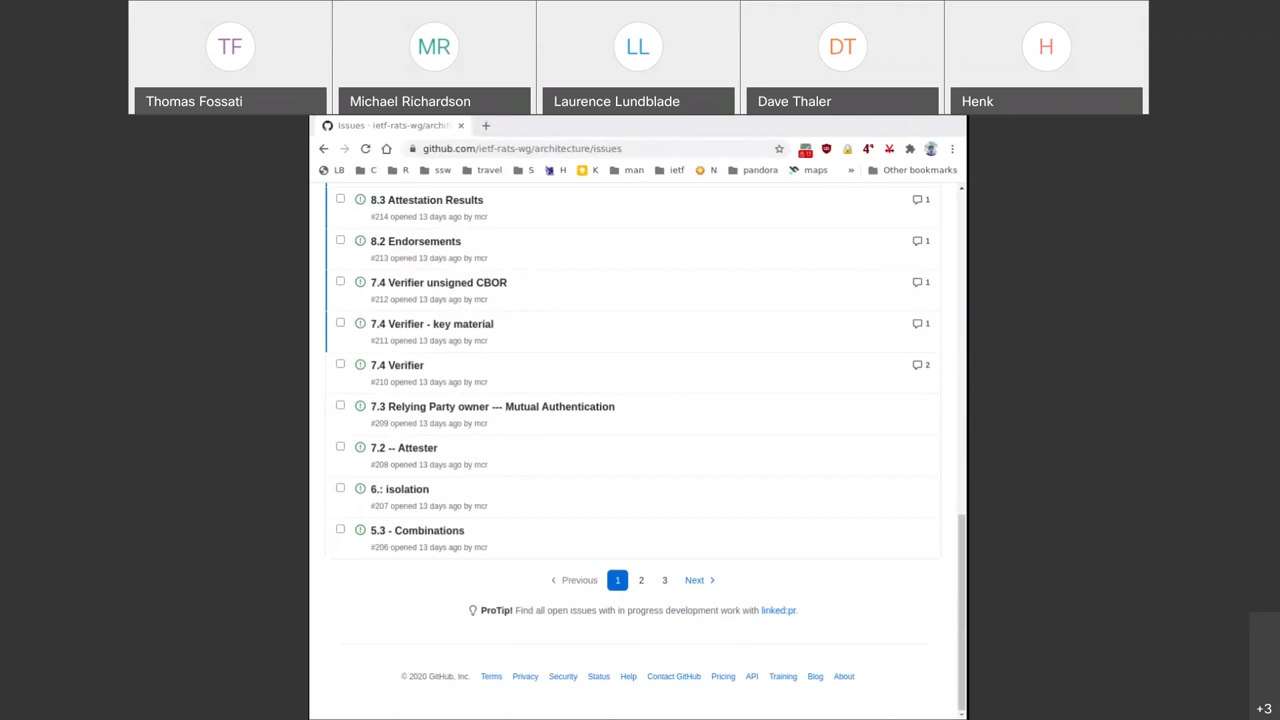 TF
MR
LL
DT
H
Thomas Fossati
Michael Richardson
Laurence Lundblade
Dave Thaler
Henk
Issues · ietf-rats-wg/archit
github.com/ietf-rats-wg/architecture/issues
LB C R ssw travel S H K man ietf N pandora maps » Other bookmarks
8.3 Attestation Results 1
#214 opened 13 days ago by mcr
8.2 Endorsements 1
#213 opened 13 days ago by mcr
7.4 Verifier unsigned CBOR 1
#212 opened 13 days ago by mcr
7.4 Verifier - key material 1
#211 opened 13 days ago by mcr
7.4 Verifier 2
#210 opened 13 days ago by mcr
7.3 Relying Party owner --- Mutual Authentication
#209 opened 13 days ago by mcr
7.2 -- Attester
#208 opened 13 days ago by mcr
6.: isolation
#207 opened 13 days ago by mcr
5.3 - Combinations
#206 opened 13 days ago by mcr
Previous 1 2 3 Next
ProTip! Find all open issues with in progress development work with linked:pr.
© 2020 GitHub, Inc. Terms Privacy Security Status Help Contact GitHub Pricing API Training Blog About
+3